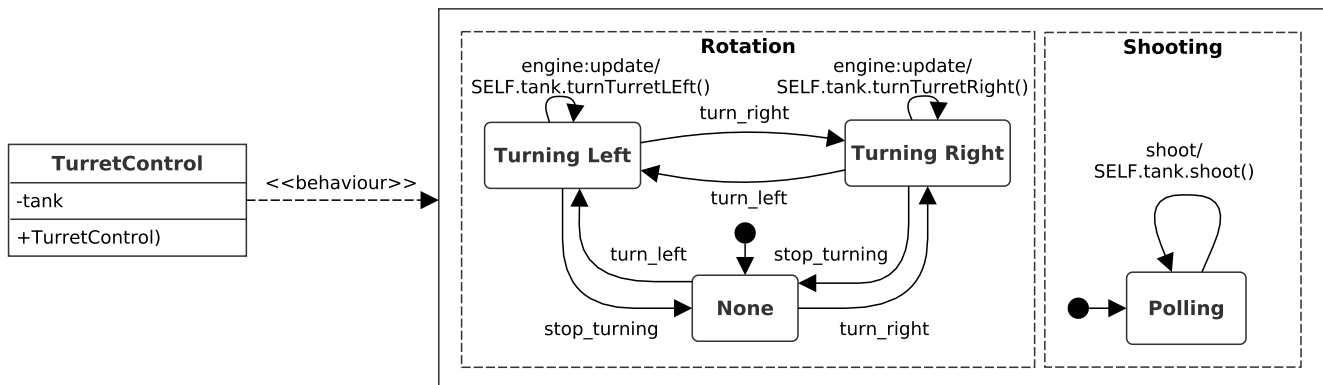 TurretControl
-tank
+TurretControl)
<<behaviour>>
Rotation
engine:update/
SELF.tank.turnTurretLEft()
engine:update/
SELF.tank.turnTurretRight()
turn_right
Turning Left
Turning Right
turn_left
turn_left
stop_turning
None
stop_turning
turn_right
Shooting
shoot/
SELF.tank.shoot()
Polling